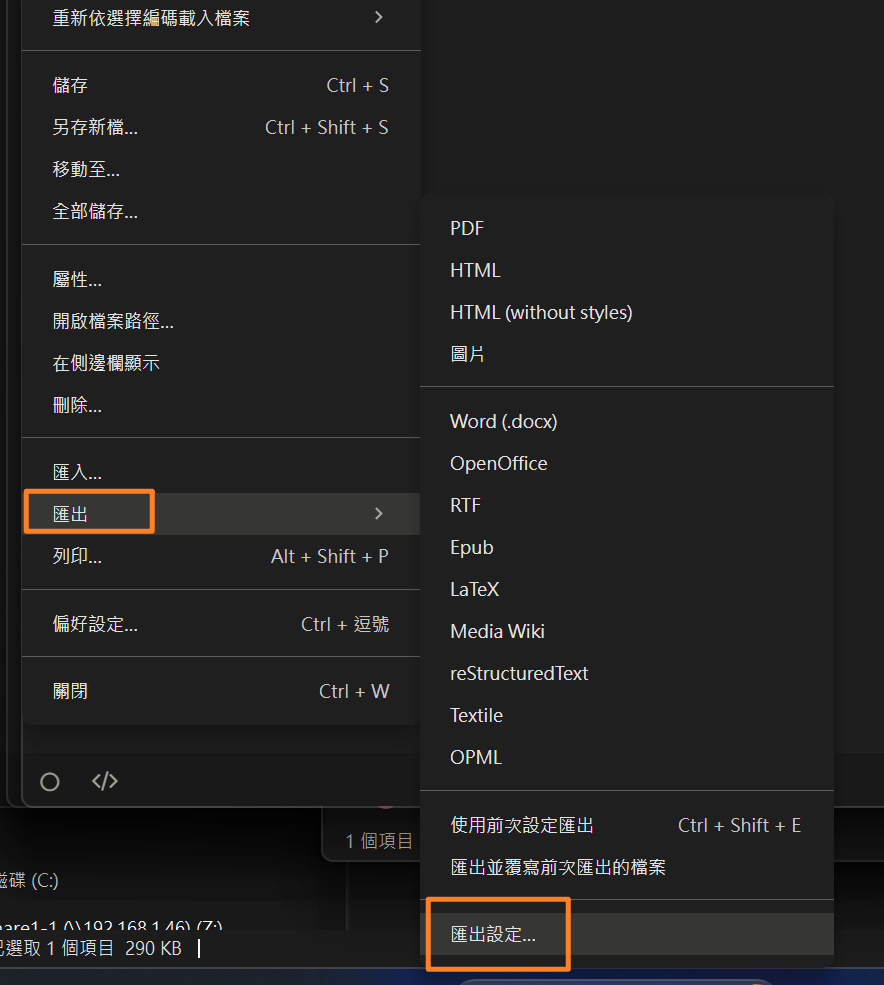 重新依選擇編碼載入檔案
儲存 Ctrl + S
另存新檔... Ctrl + Shift + S
移動至...
全部儲存...
屬性...
開啟檔案路徑...
在側邊欄顯示
刪除...
匯入...
匯出
列印... Alt + Shift + P
偏好設定... Ctrl + 逗號
關閉 Ctrl + W
PDF
HTML
HTML (without styles)
圖片
Word (.docx)
OpenOffice
RTF
Epub
LaTeX
Media Wiki
reStructuredText
Textile
OPML
使用前次設定匯出 Ctrl + Shift + E
匯出並覆寫前次匯出的檔案
匯出設定...
</>
1 個項目
磁碟 (C:)
hare1-1 (\\192.168.1.46) (Z:)
已選取 1 個項目 290 KB